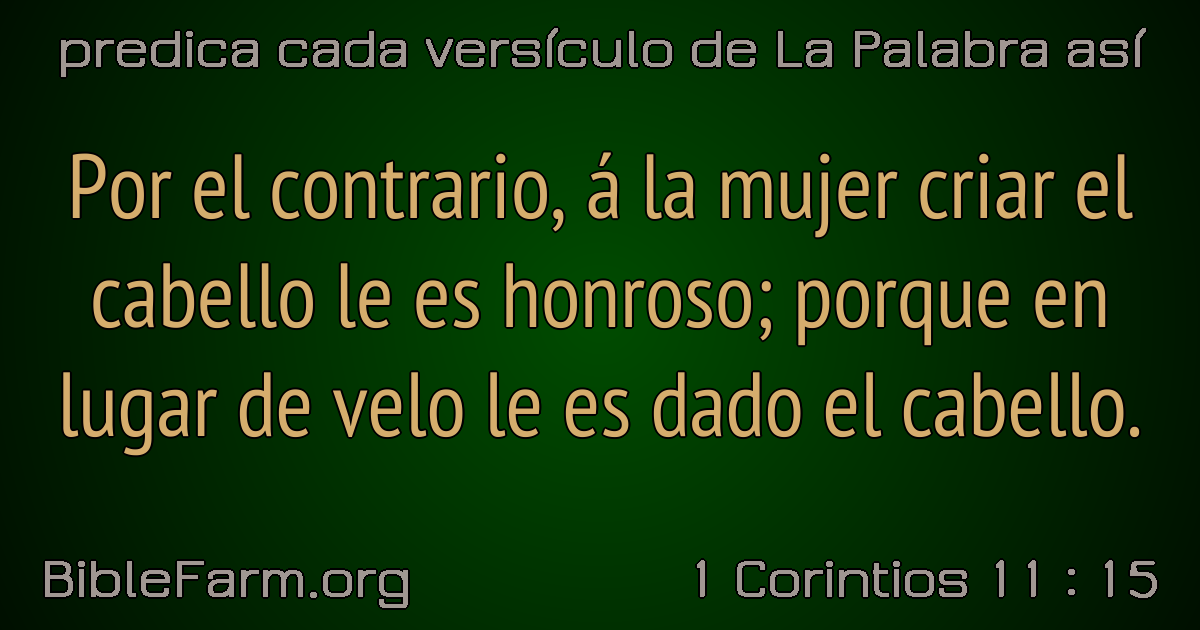 predica cada versículo de La Palabra así
Por el contrario, á la mujer criar el
cabello le es honroso; porque en
lugar de velo le es dado el cabello.
BibleFarm.org 1 Corintios 11 : 15